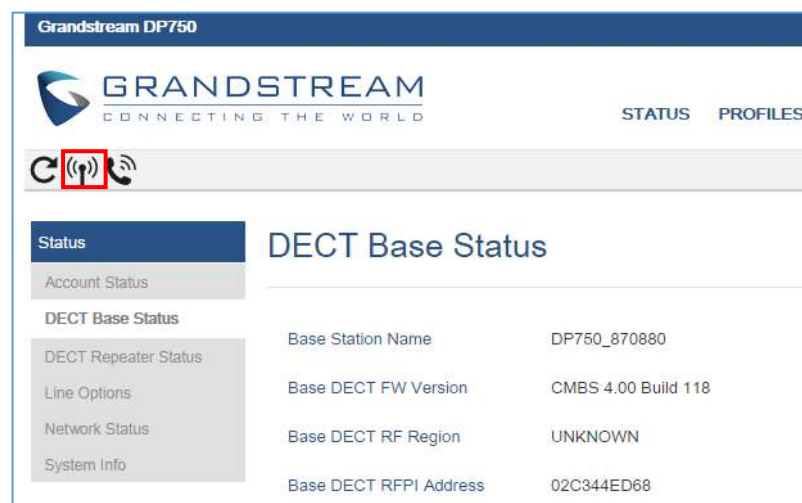 Grandstream DP750
GRANDSTREAM
CONNECTING THE WORLD
STATUS PROFILES
Status
Account Status
DECT Base Status
DECT Repeater Status
Line Options
Network Status
System Info
DECT Base Status
Base Station Name DP750_870880
Base DECT FW Version CMBS 4.00 Build 118
Base DECT RF Region UNKNOWN
Base DECT RFPI Address 02C344ED68